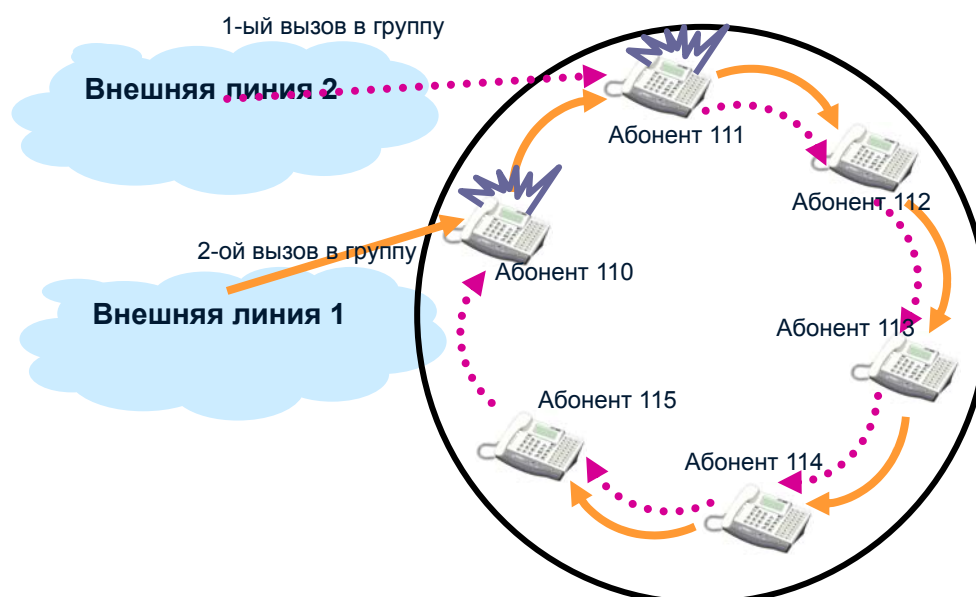 1-ый вызов в группу
Внешняя линия 2
Абонент 111
Абонент 112
2-ой вызов в группу
Абонент 110
Внешняя линия 1
Абонент 113
Абонент 115
Абонент 114